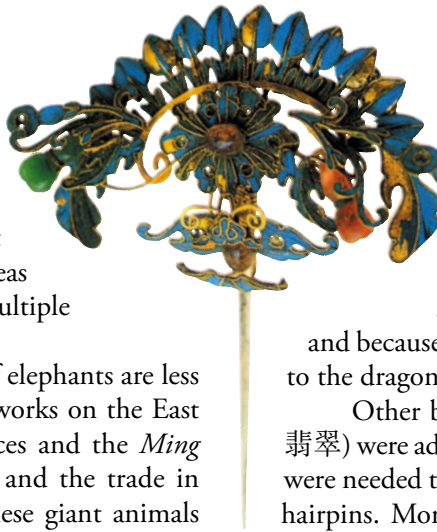 eas
ultiple
f elephants are less
works on the East
ces and the Ming
and the trade in
ese giant animals
and because
to the dragon
Other b
翡翠) were ad
were needed t
hairpins. Mor